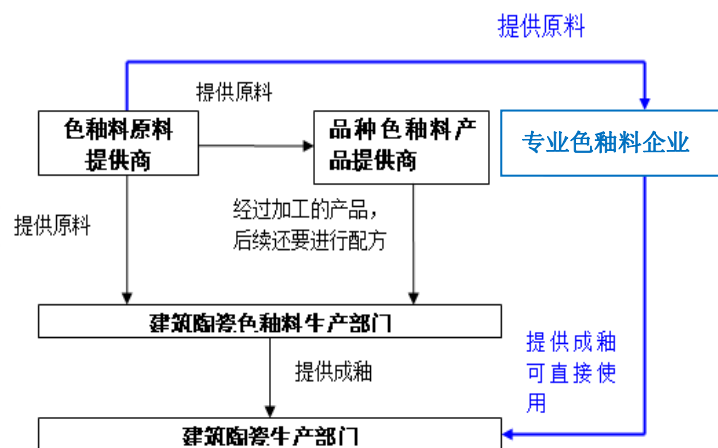 提供原料
提供原料
色釉料原料
提供商
品种色釉料产
品提供商
专业色釉料企业
提供原料
经过加工的产品，
后续还要进行配方
建筑陶瓷色釉料生产部门
提供成釉
提供成釉
可直接使
用
建筑陶瓷生产部门